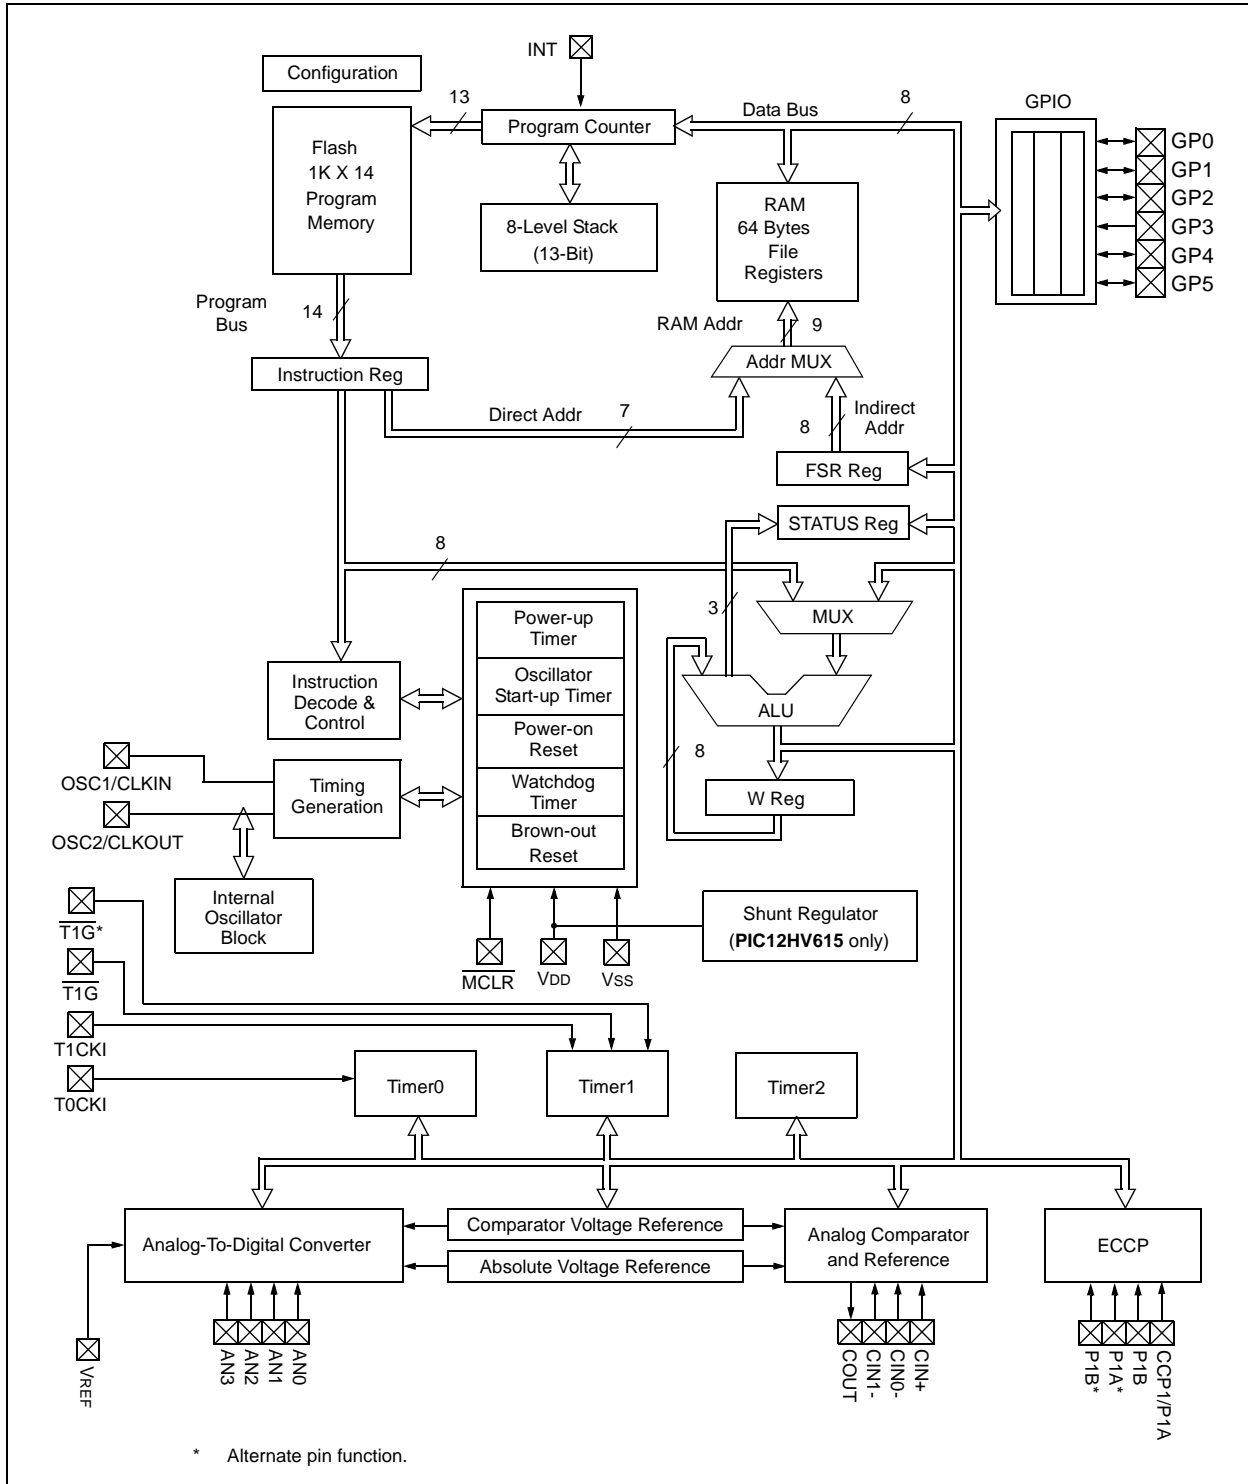 INT
Configuration
13
Program Counter
Data Bus
8
GPIO
Flash
1K X 14
Program
Memory
8-Level Stack
(13-Bit)
RAM
64 Bytes
File
Registers
GP0
GP1
GP2
GP3
GP4
GP5
Program
Bus
14
RAM Addr
9
Addr MUX
Instruction Reg
Direct Addr
7
Indirect
Addr
8
FSR Reg
STATUS Reg
8
3
MUX
Power-up
Timer
Oscillator
Start-up Timer
Power-on
Reset
Watchdog
Timer
Brown-out
Reset
Instruction
Decode &
Control
ALU
8
W Reg
OSC1/CLKIN
Timing
Generation
OSC2/CLKOUT
Internal
Oscillator
Block
T1G*
T1G
T1CKI
T0CKI
MCLR
VDD
VSS
Shunt Regulator
(PIC12HV615 only)
Timer0
Timer1
Timer2
Analog-To-Digital Converter
Comparator Voltage Reference
Absolute Voltage Reference
Analog Comparator
and Reference
ECCP
VREF
AN3
AN2
AN1
AN0
COUT
CIN1-
CIN0-
CIN+
P1B*
P1A*
P1B
CCP1/P1A
* Alternate pin function.